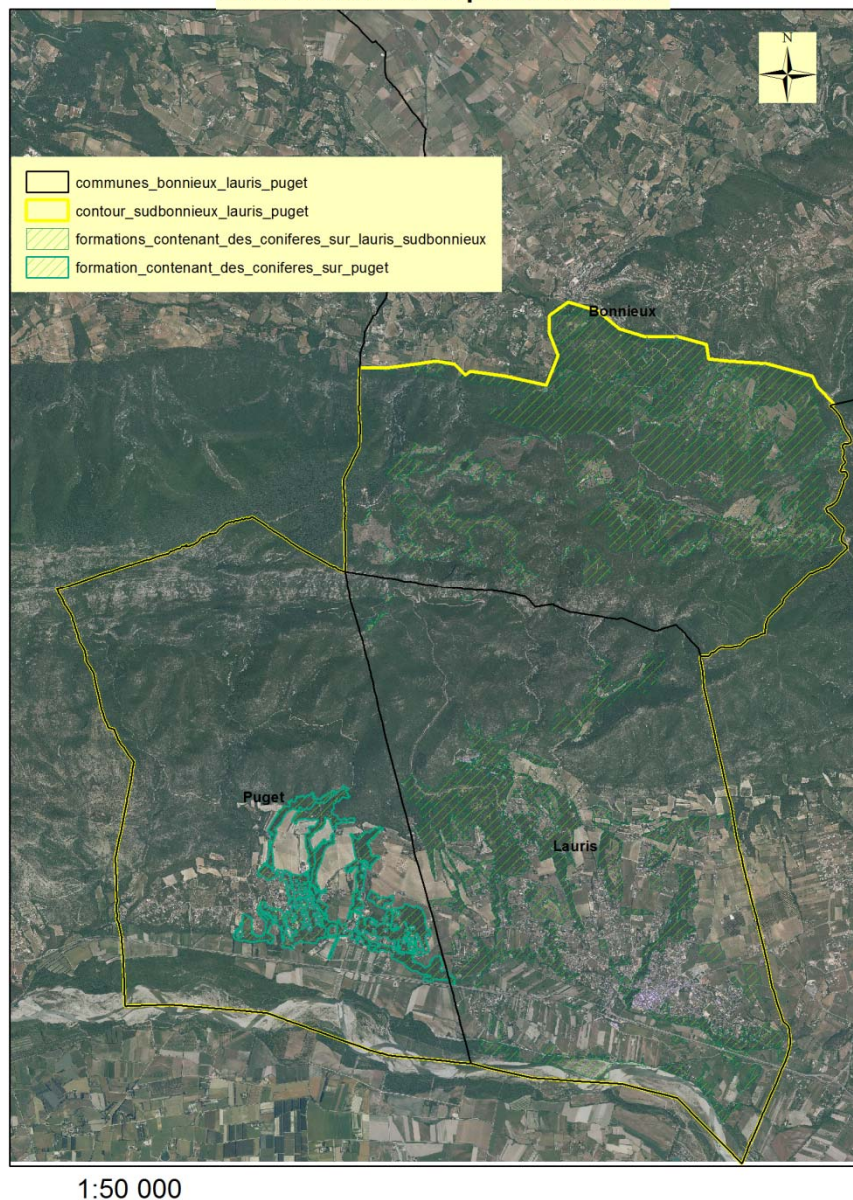 N
communes_bonnieux_lauris_puget
contour_sudbonnieux_lauris_puget
formations_contenant_des_coniferes_sur_lauris_sudbonnieux
formation_contenant_des_coniferes_sur_puget
Bonnieux
Puget
Lauris
1:50 000